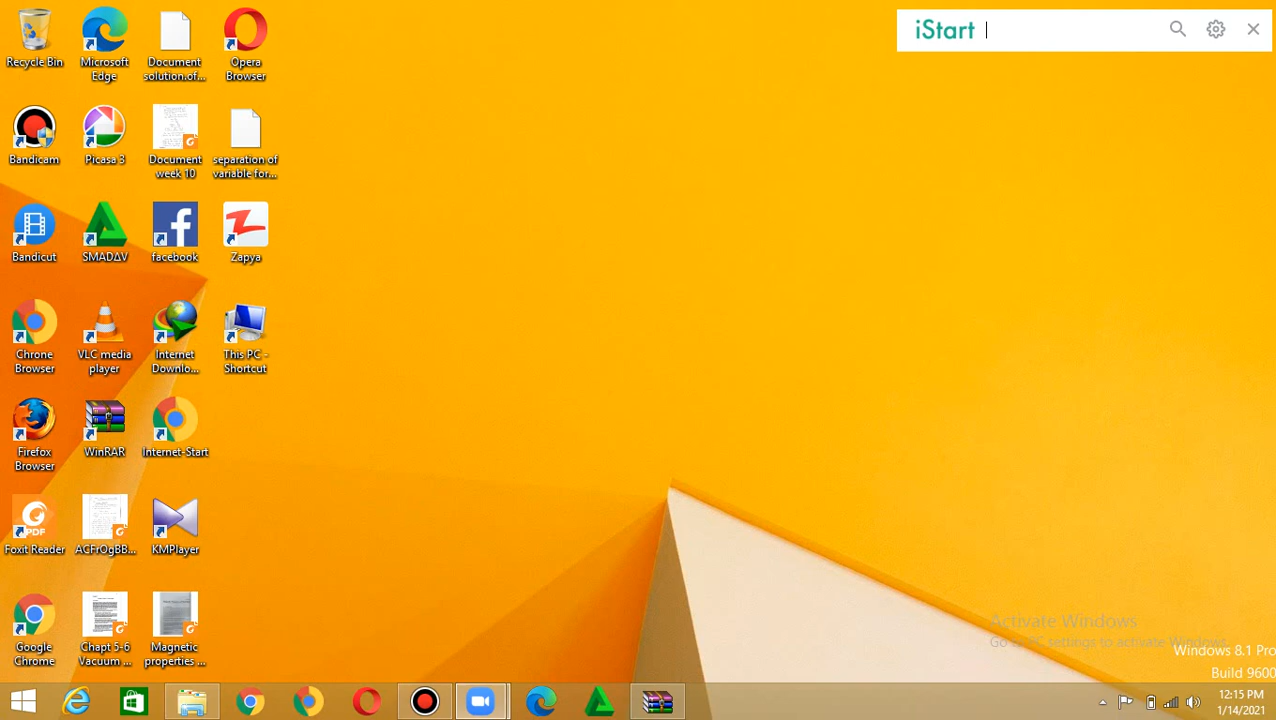 iStart
Recycle Bin
Microsoft
Edge
Document
solution.of...
Opera
Browser
Bandicam
Picasa 3
Document
week 10
separation of
variable for...
Bandicut
SMADΔV
facebook
Zapya
Chrone
Browser
VLC media
player
Internet
Downlo...
This PC -
Shortcut
Firefox
Browser
WinRAR
Internet-Start
PDF
Foxit Reader
ACFrOgBB...
KMPlayer
Google
Chrome
Chapt 5-6
Vacuum ...
Magnetic
properties ...
Activate Windows
Go to PC settings to activate Windows.
Windows 8.1 Pro
Build 9600
12:15 PM
1/14/2021